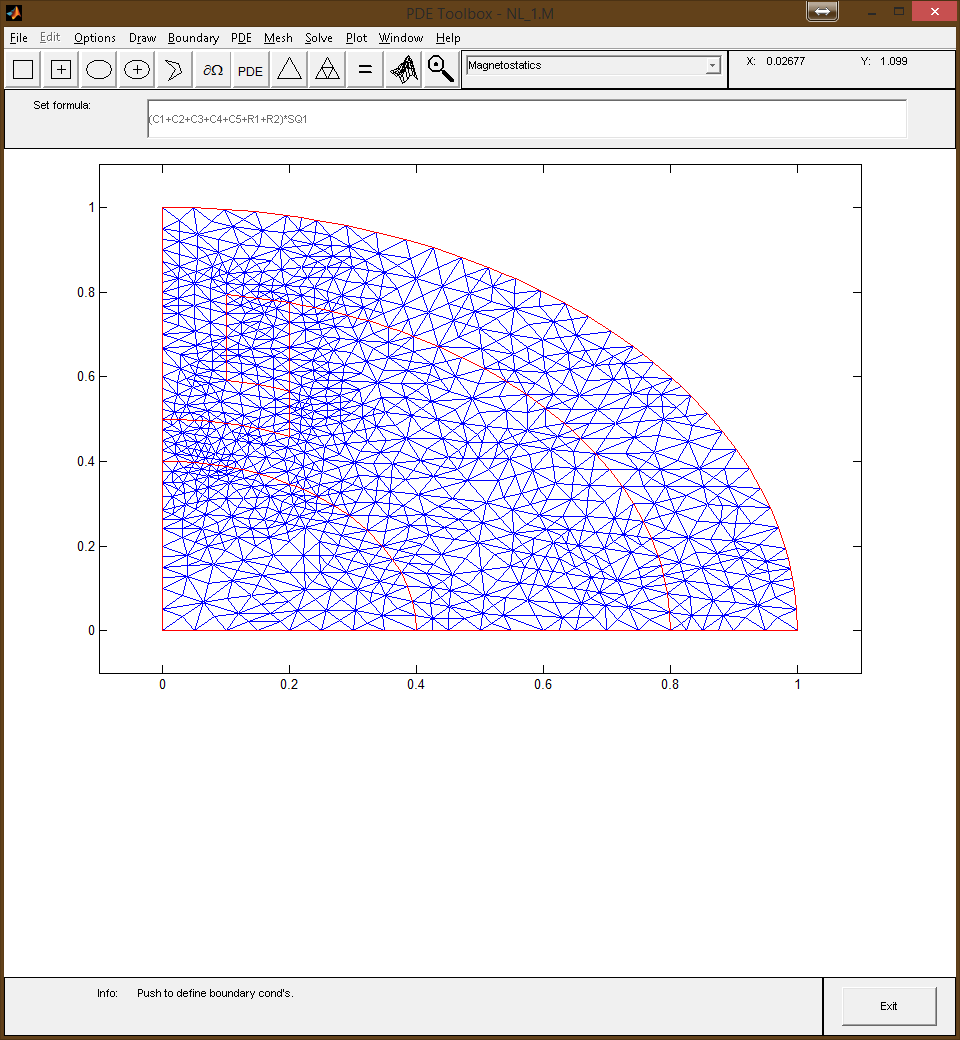 PDE Toolbox - NL_1.M
File Edit Options Draw Boundary PDE Mesh Solve Plot Window Help
∂Ω PDE = Magnetostatics X: 0.02677 Y: 1.099
Set formula: (C1+C2+C3+C4+C5+R1+R2)*SQ1
1
0.8
0.6
0.4
0.2
0
0 0.2 0.4 0.6 0.8 1
Info: Push to define boundary cond's. Exit